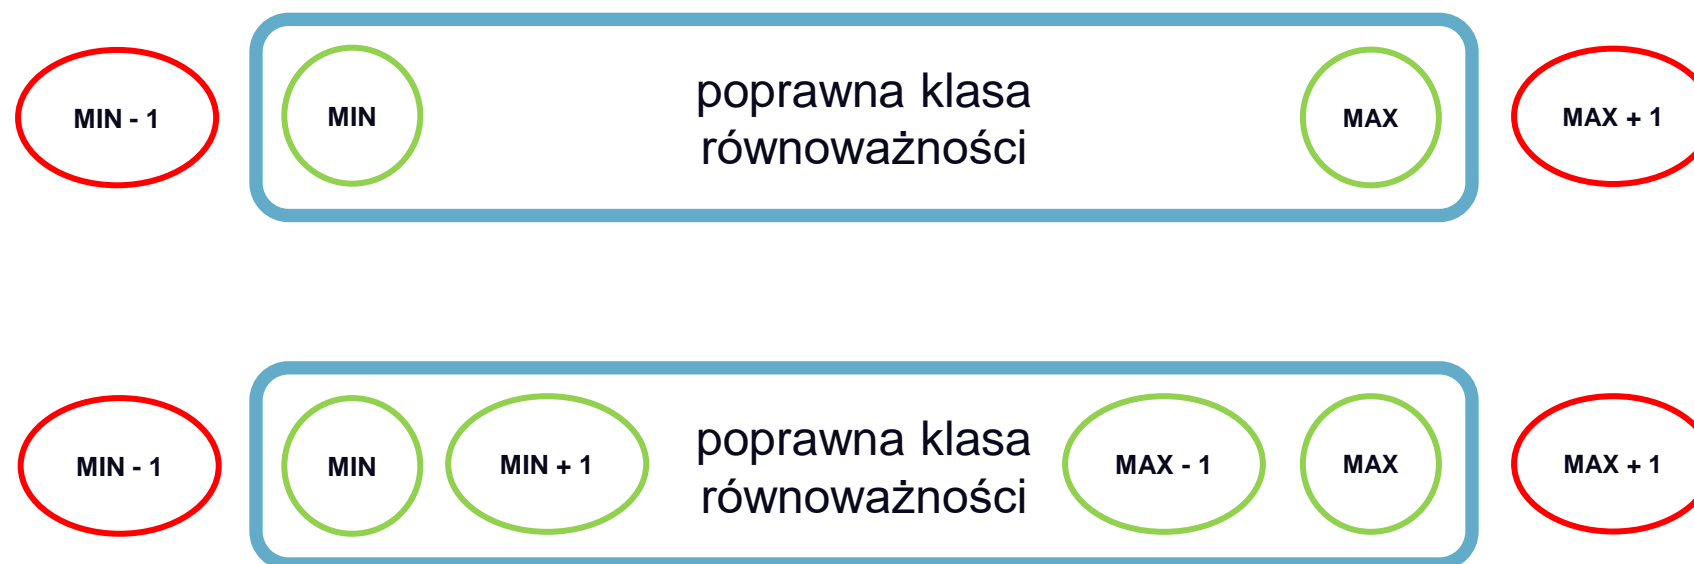 MIN - 1
MIN
poprawna klasa
równoważności
MAX
MAX + 1
MIN - 1
MIN
MIN + 1
poprawna klasa
równoważności
MAX - 1
MAX
MAX + 1